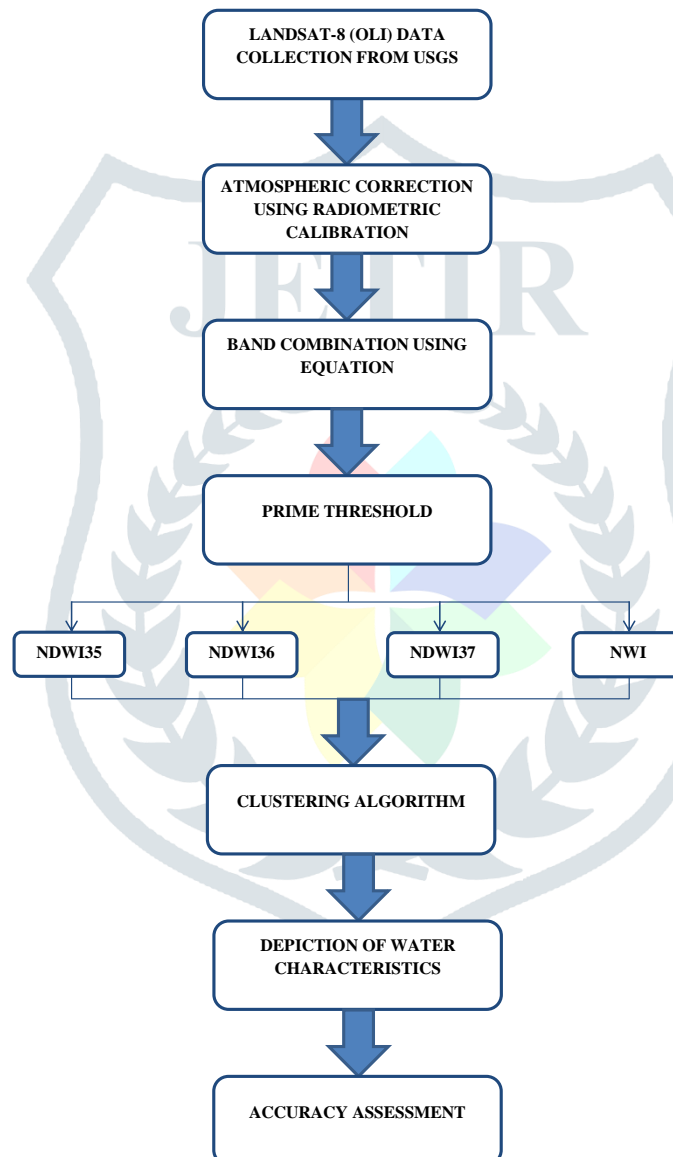 LANDSAT-8 (OLI) DATA
COLLECTION FROM USGS
ATMOSPHERIC CORRECTION
USING RADIOMETRIC
CALIBRATION
JETIR
BAND COMBINATION USING
EQUATION
PRIME THRESHOLD
NDWI35
NDWI36
NDWI37
NWI
CLUSTERING ALGORITHM
DEPICTION OF WATER
CHARACTERISTICS
ACCURACY ASSESSMENT